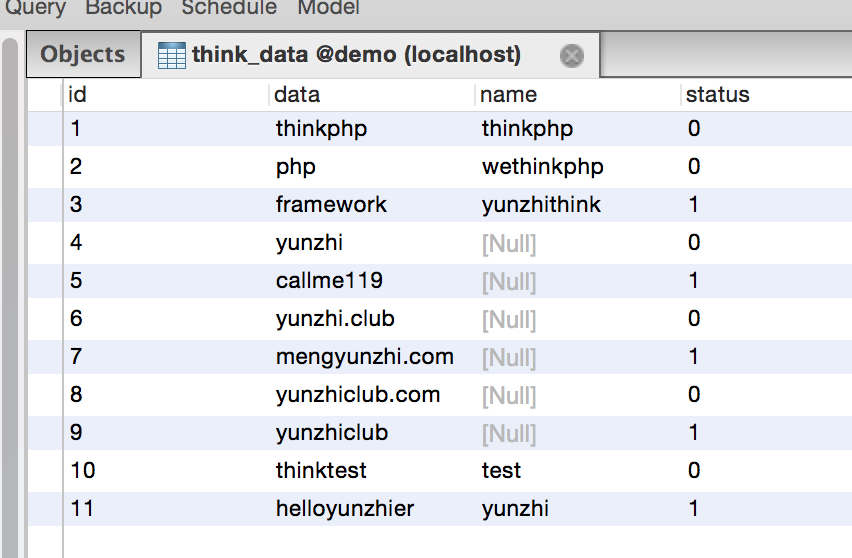 Query Backup Schedule Model
Objects think_data @demo (localhost)
id data name status
1 thinkphp thinkphp 0
2 php wethinkphp 0
3 framework yunzhithink 1
4 yunzhi [Null] 0
5 callme119 [Null] 1
6 yunzhi.club [Null] 0
7 mengyunzhi.com [Null] 1
8 yunzhiclub.com [Null] 0
9 yunzhiclub [Null] 1
10 thinktest test 0
11 helloyunzhier yunzhi 1